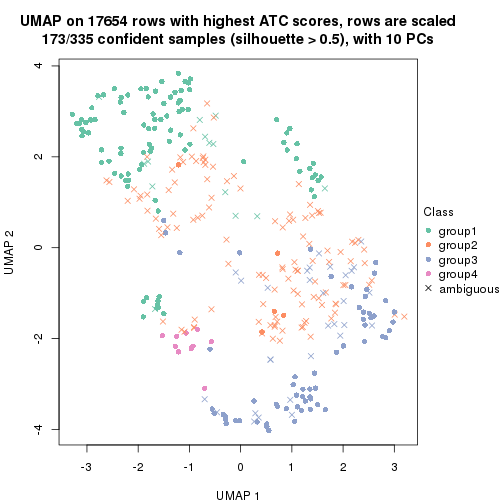 UMAP on 17654 rows with highest ATC scores, rows are scaled
173/335 confident samples (silhouette > 0.5), with 10 PCs
4
2
0
-2
-4
UMAP 2
-3
-2
-1
0
1
2
3
UMAP 1
Class
group1
group2
group3
group4
ambiguous